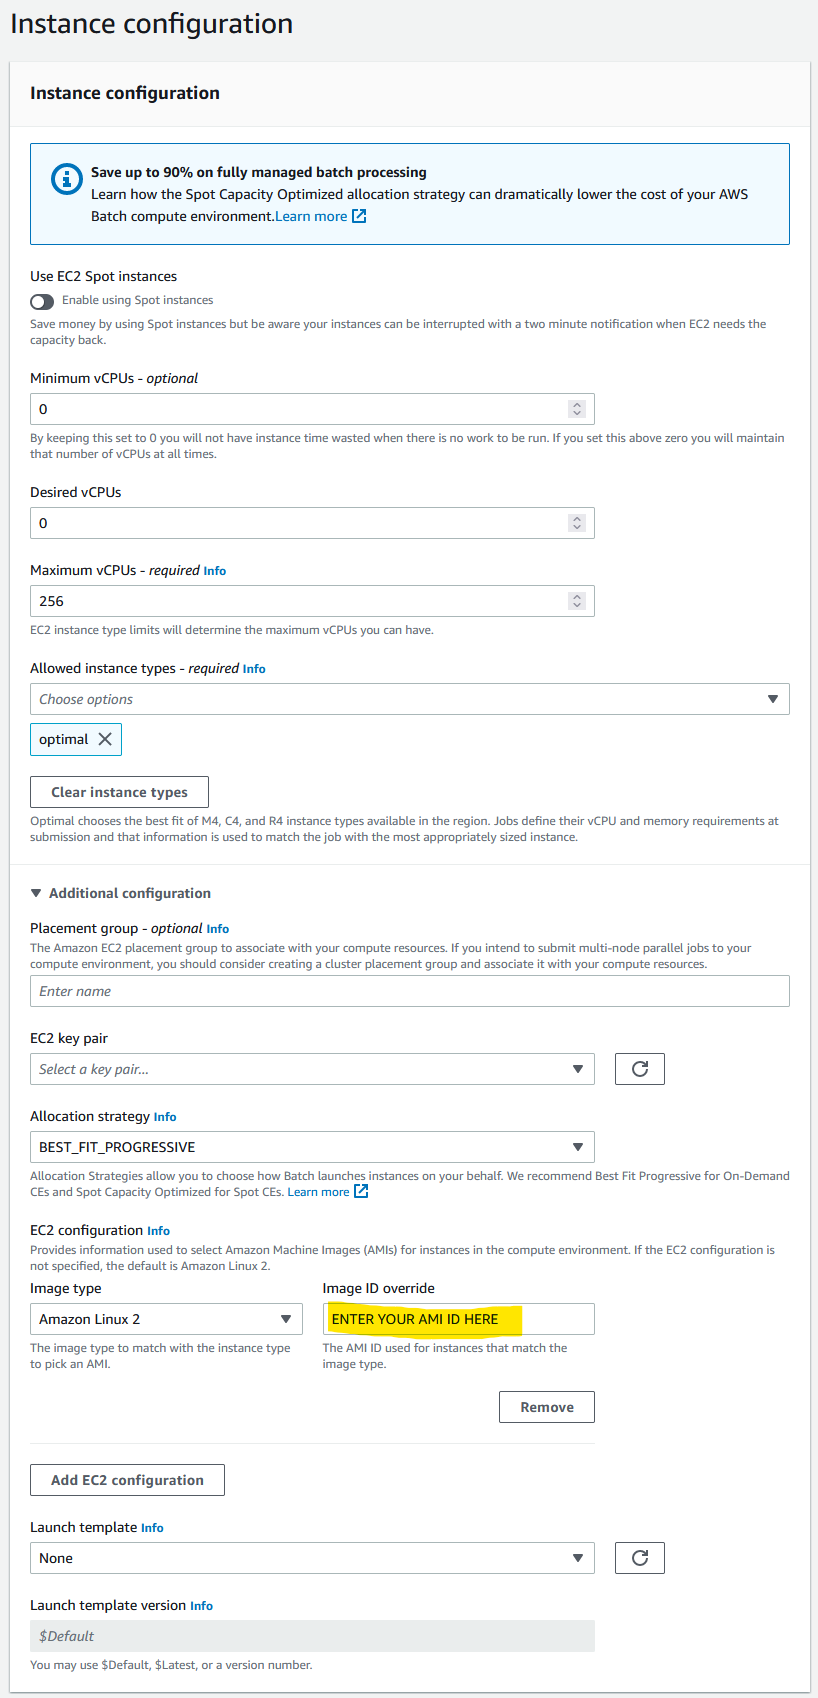 Instance configuration
Instance configuration
Save up to 90% on fully managed batch processing
Learn how the Spot Capacity Optimized allocation strategy can dramatically lower the cost of your AWS
Batch compute environment.Learn more
Use EC2 Spot instances
Enable using Spot instances
Save money by using Spot instances but be aware your instances can be interrupted with a two minute notification when EC2 needs the
capacity back.
Minimum vCPUs - optional
0
By keeping this set to 0 you will not have instance time wasted when there is no work to be run. If you set this above zero you will maintain
that number of vCPUs at all times.
Desired vCPUs
0
Maximum vCPUs - required Info
256
EC2 instance type limits will determine the maximum vCPUs you can have.
Allowed instance types - required Info
Choose options
optimal
Clear instance types
Optimal chooses the best fit of M4, C4, and R4 instance types available in the region. Jobs define their vCPU and memory requirements at
submission and that information is used to match the job with the most appropriately sized instance.
Additional configuration
Placement group - optional Info
The Amazon EC2 placement group to associate with your compute resources. If you intend to submit multi-node parallel jobs to your
compute environment, you should consider creating a cluster placement group and associate it with your compute resources.
Enter name
EC2 key pair
Select a key pair...
Allocation strategy Info
BEST_FIT_PROGRESSIVE
Allocation Strategies allow you to choose how Batch launches instances on your behalf. We recommend Best Fit Progressive for On-Demand
CEs and Spot Capacity Optimized for Spot CEs. Learn more
EC2 configuration Info
Provides information used to select Amazon Machine Images (AMIs) for instances in the compute environment. If the EC2 configuration is
not specified, the default is Amazon Linux 2.
Image type
Image ID override
Amazon Linux 2
ENTER YOUR AMI ID HERE
The image type to match with the instance type
to pick an AMI.
The AMI ID used for instances that match the
image type.
Remove
Add EC2 configuration
Launch template Info
None
Launch template version Info
$Default
You may use $Default, $Latest, or a version number.